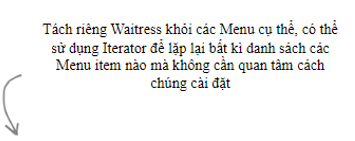 Tách riêng Waitress khỏi các Menu cụ thể, có thể
sử dụng Iterator để lặp lại bất kì danh sách các
Menu item nào mà không cần quan tâm cách
chúng cài đặt